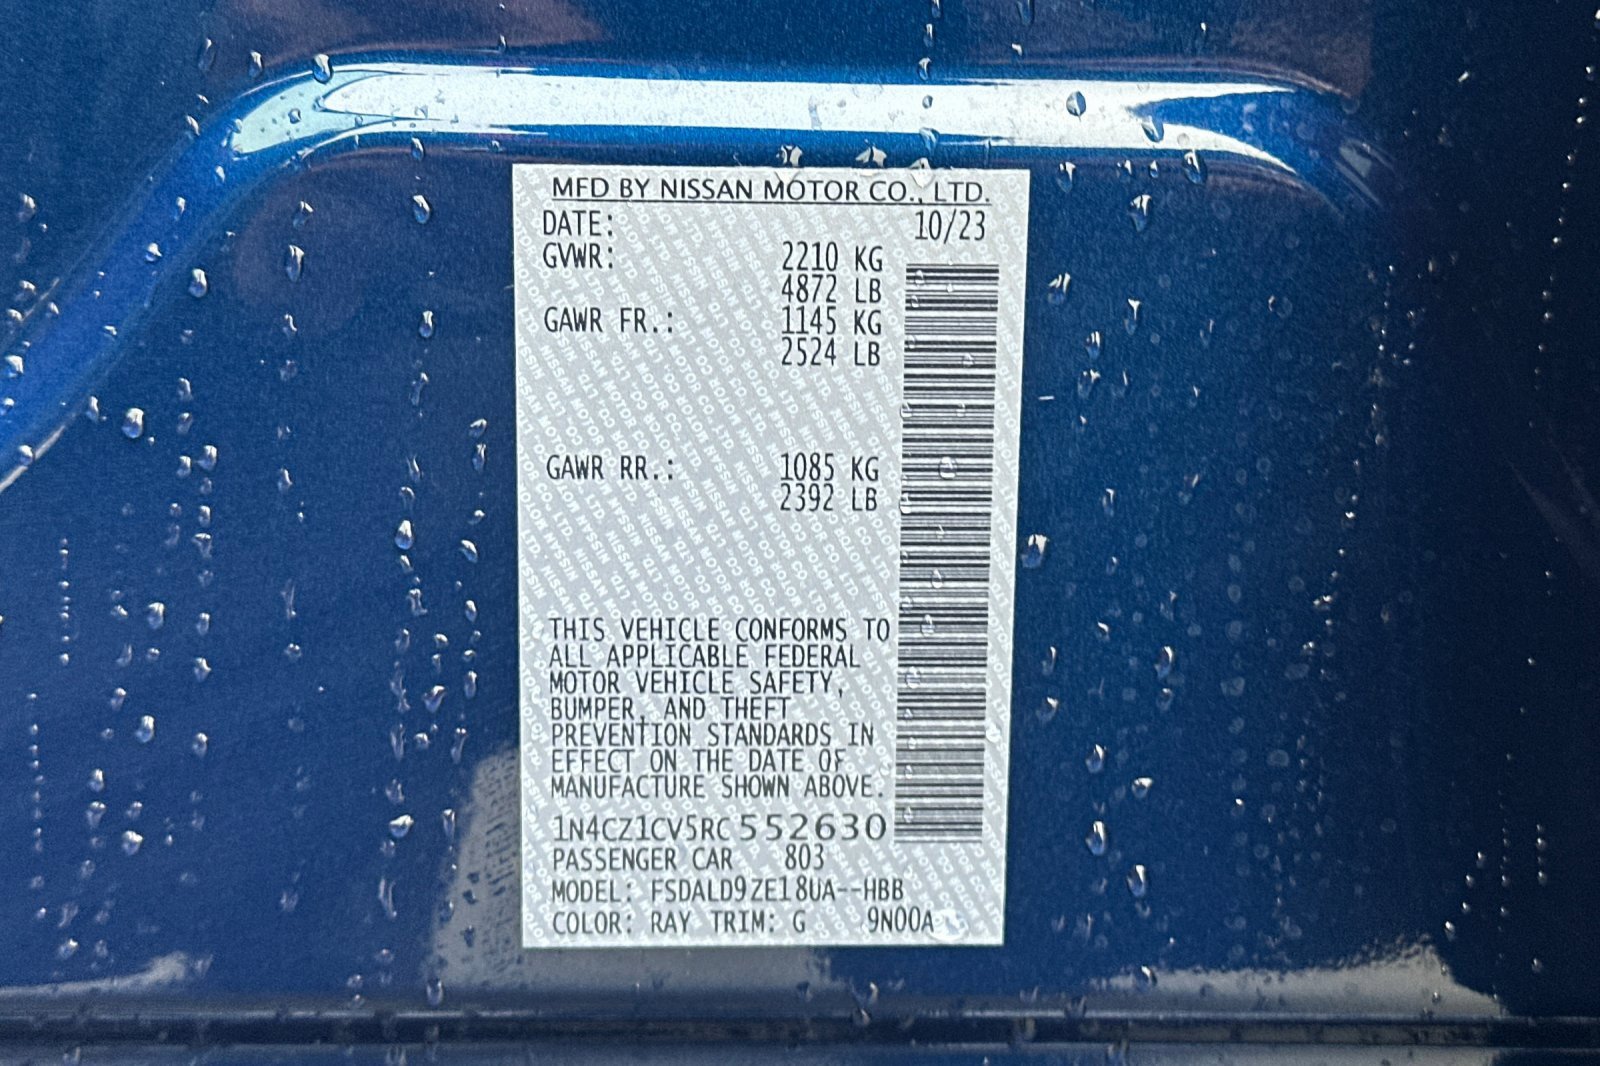 MFD BY NISSAN MOTOR CO., LTD.
DATE: 10/23
GVWR: 2210 KG
4872 LB
GAWR FR.: 1145 KG
2524 LB
GAWR RR.: 1085 KG
2392 LB
THIS VEHICLE CONFORMS TO
ALL APPLICABLE FEDERAL
MOTOR VEHICLE SAFETY,
BUMPER, AND THEFT
PREVENTION STANDARDS IN
EFFECT ON THE DATE OF
MANUFACTURE SHOWN ABOVE.
1N4CZ1CV5RC552630
PASSENGER CAR 803
MODEL: FSDALD9ZE18UA--HBB
COLOR: RAY TRIM: G 9N00A